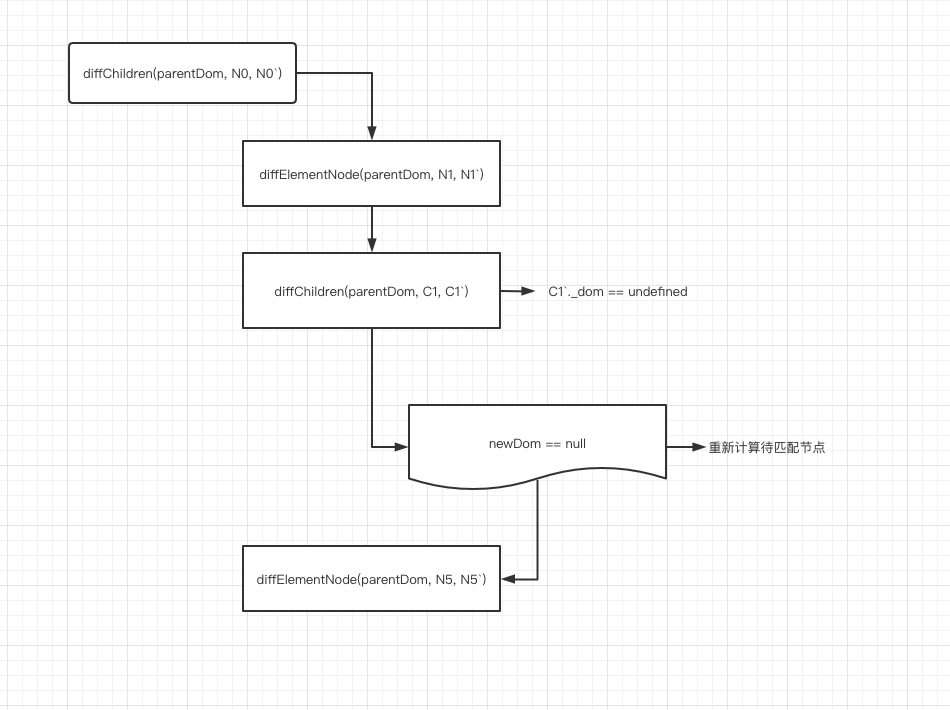 diffChildren(parentDom, N0, N0`)
diffElementNode(parentDom, N1, N1`)
diffChildren(parentDom, C1, C1`)
C1`._dom == undefined
newDom == null
重新计算待匹配节点
diffElementNode(parentDom, N5, N5`)